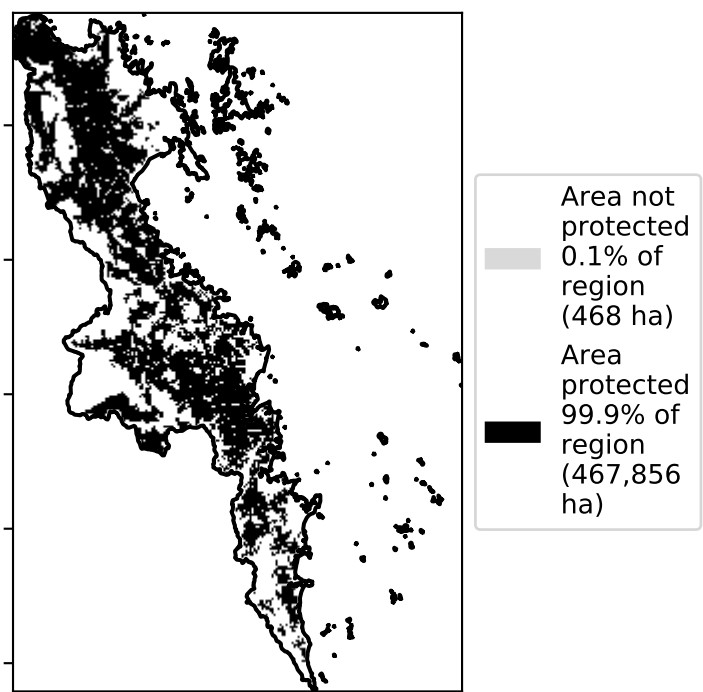 Area not
protected
0.1% of
region
(468 ha)
Area
protected
99.9% of
region
(467,856
ha)